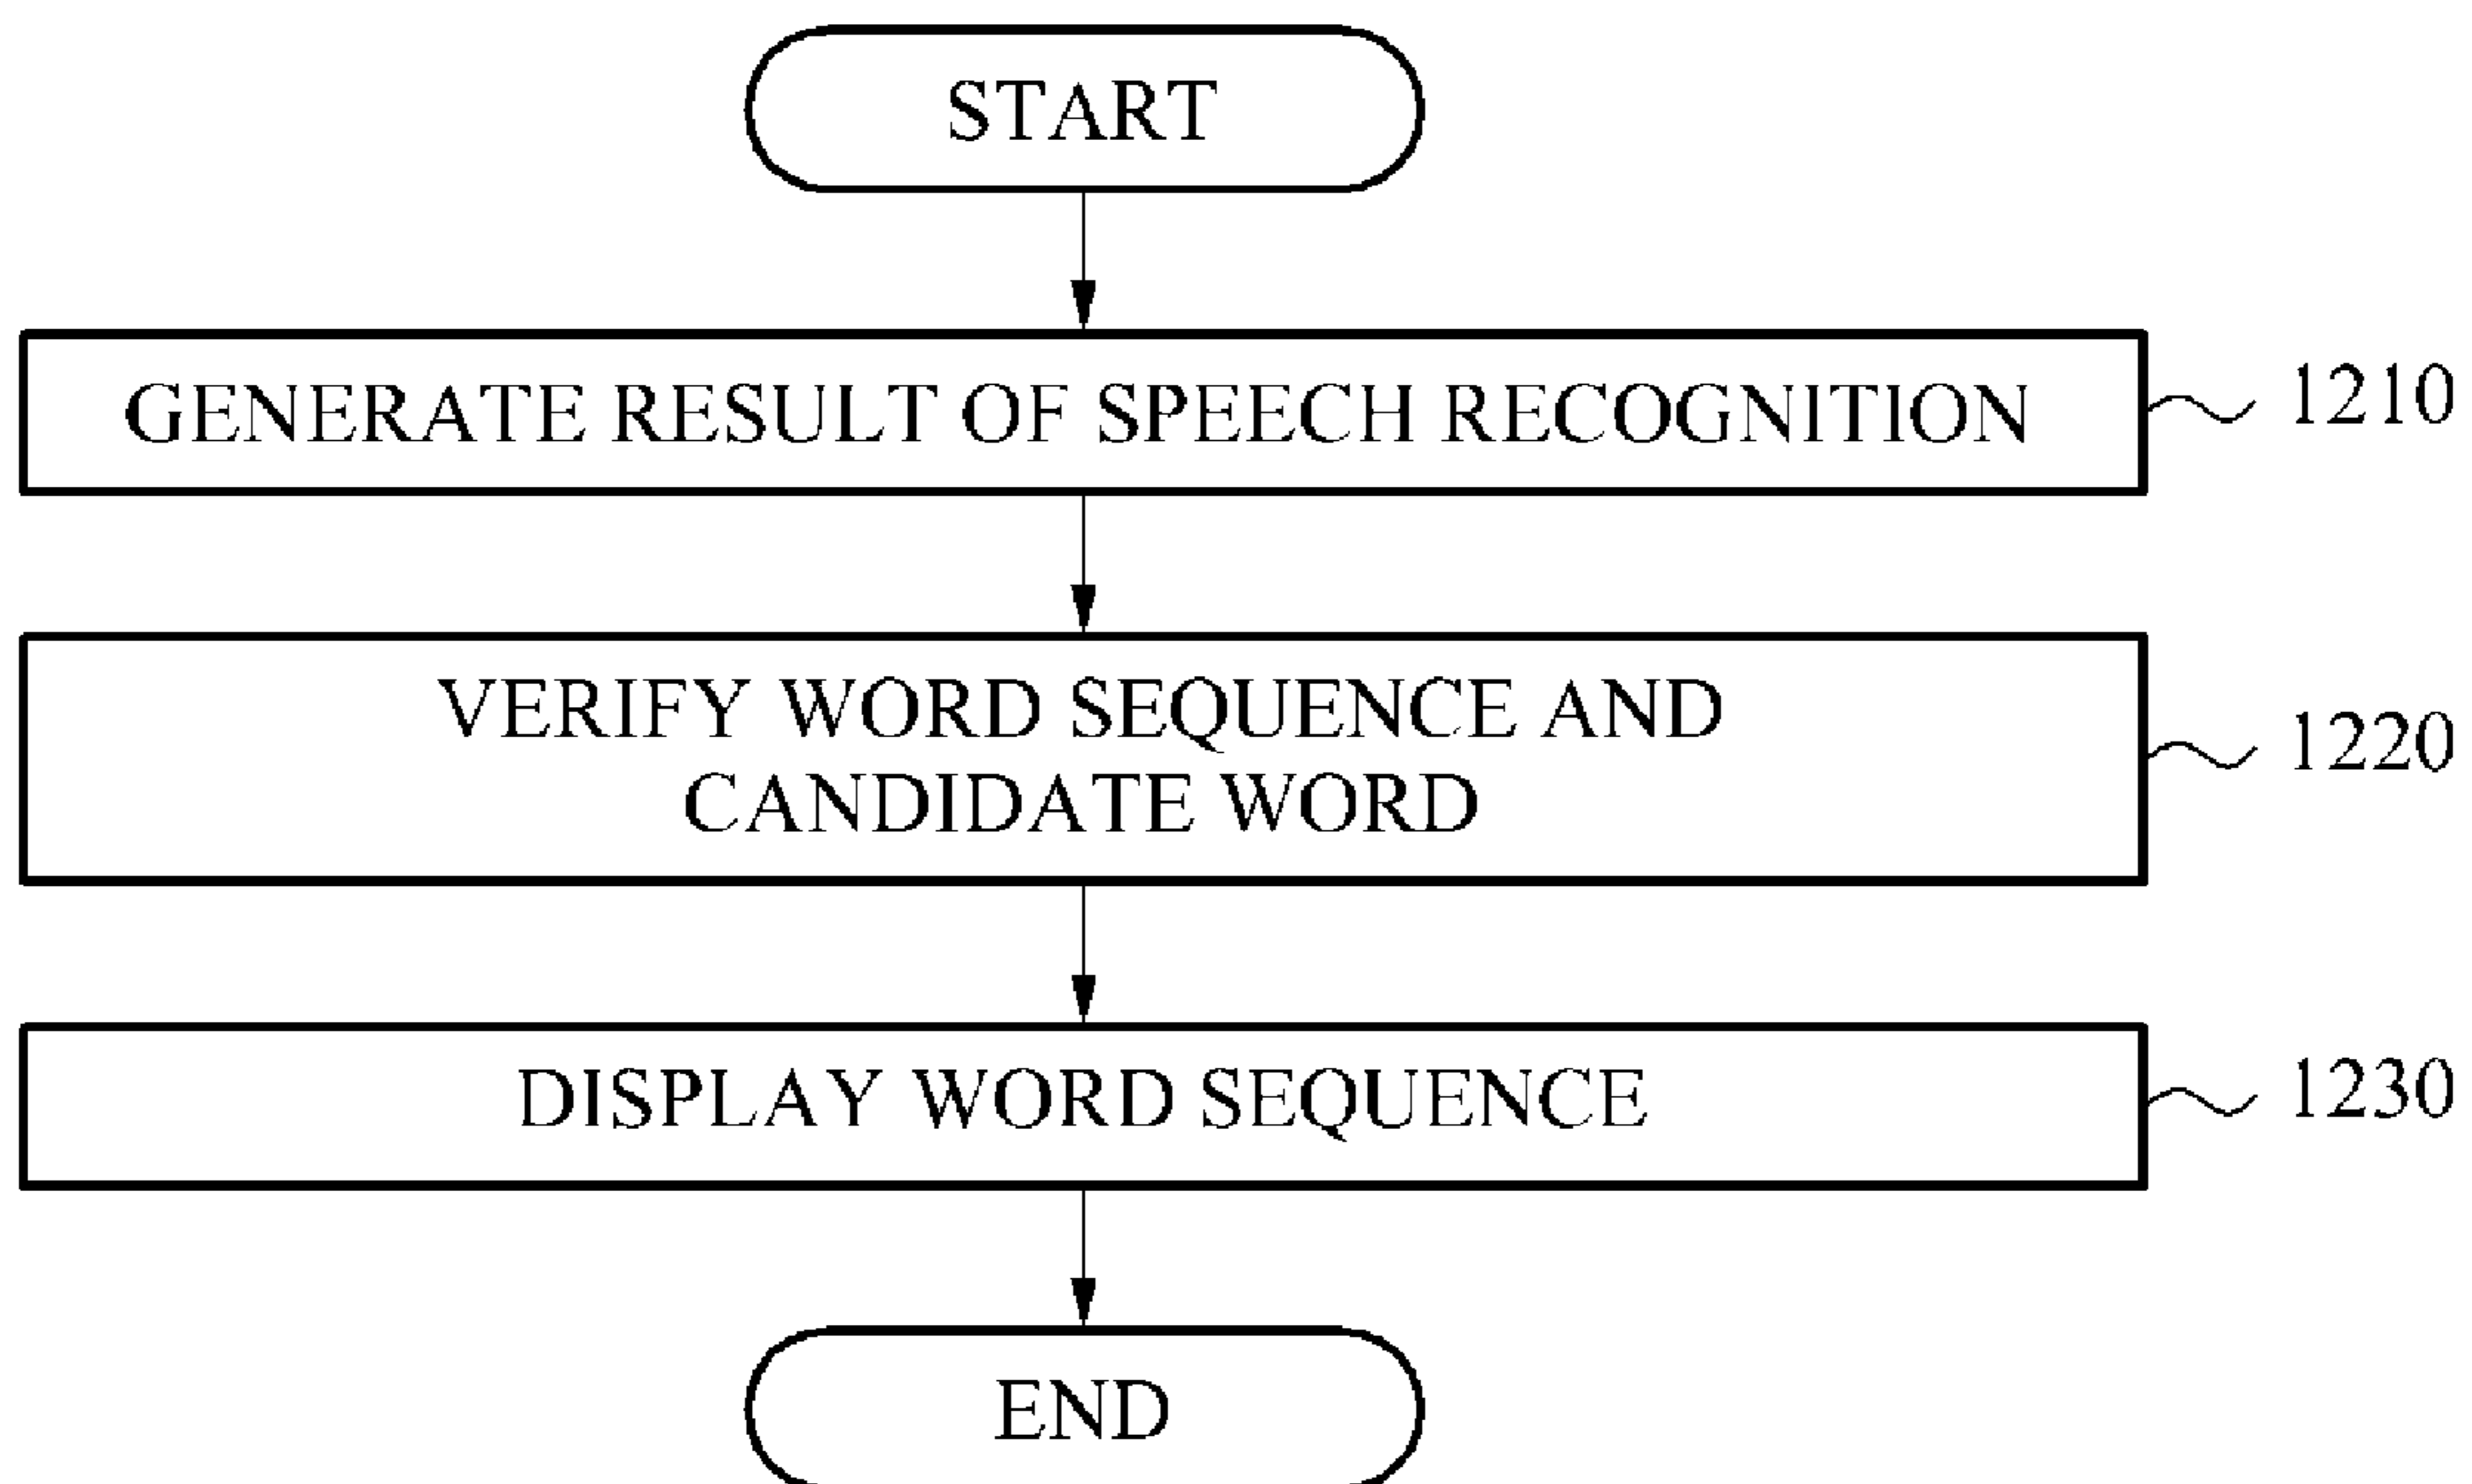 START
GENERATE RESULT OF SPEECH RECOGNITION
1210
VERIFY WORD SEQUENCE AND
CANDIDATE WORD
1220
DISPLAY WORD SEQUENCE
1230
END